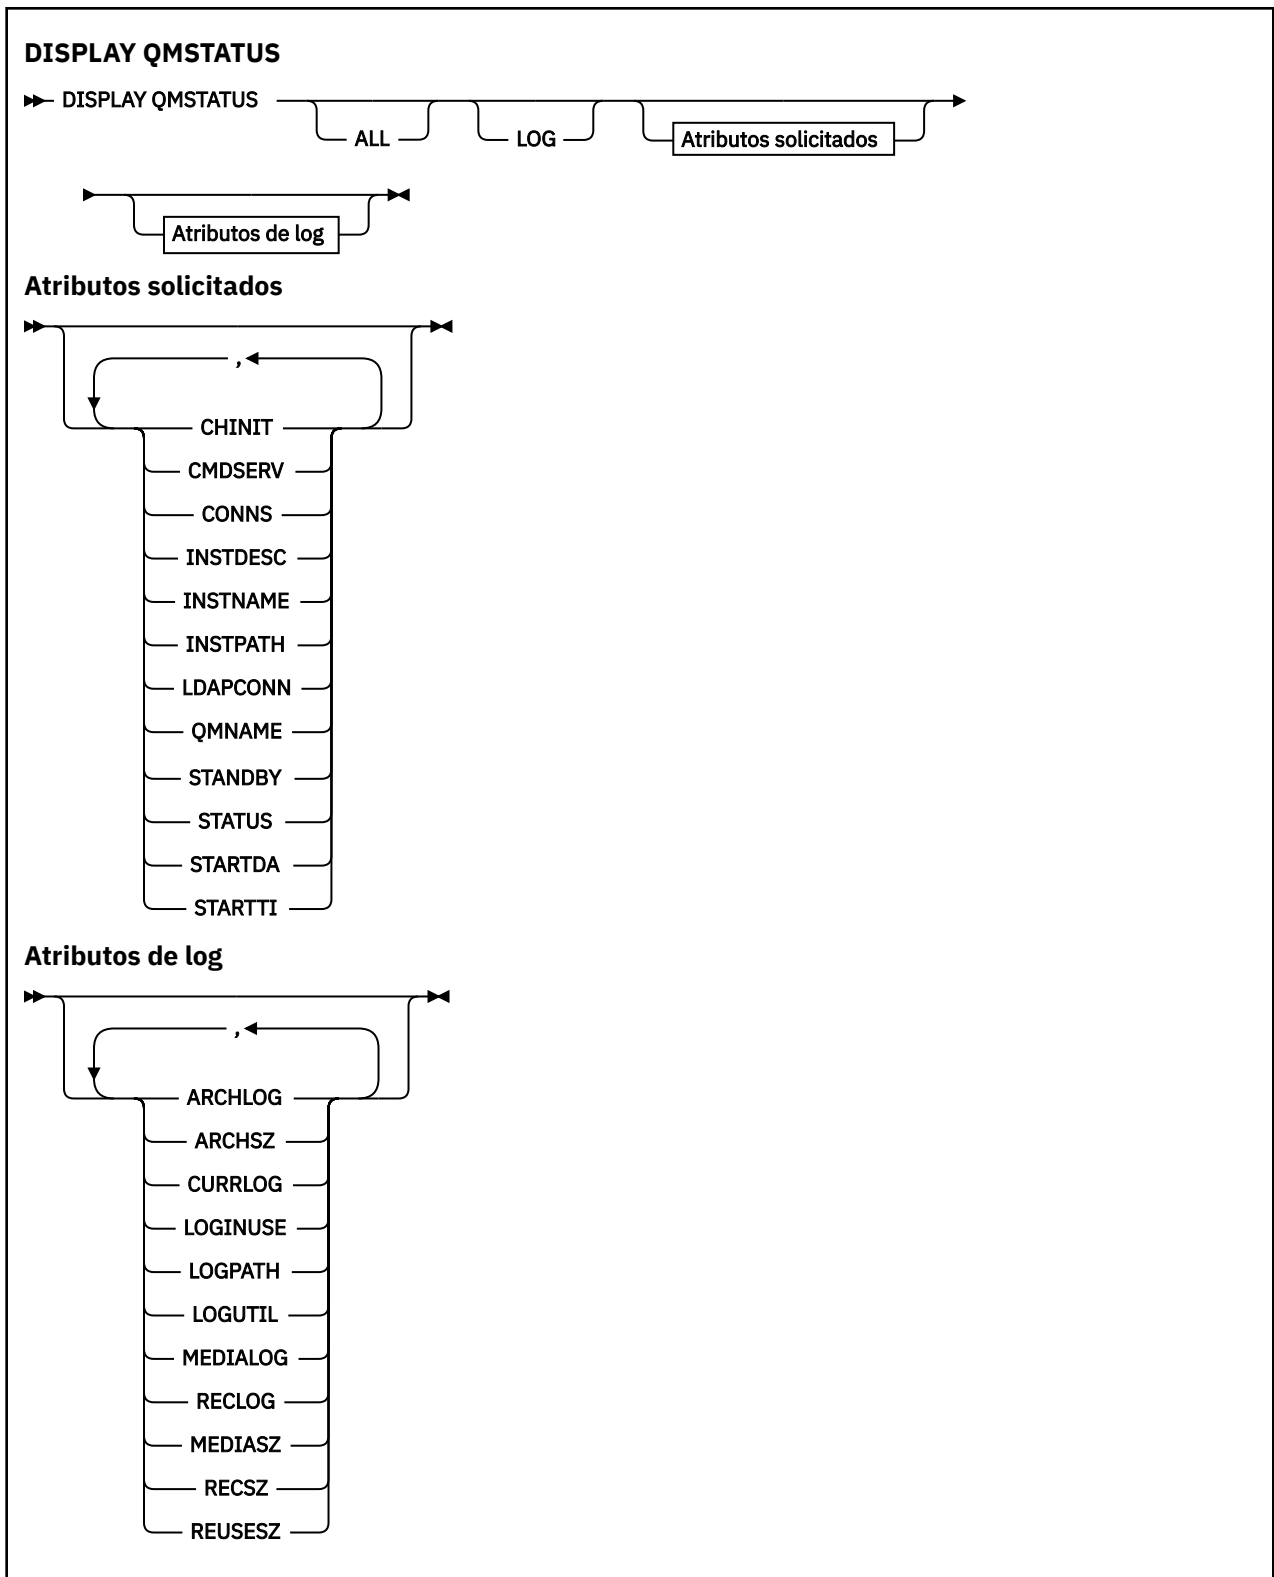 DISPLAY QMSTATUS
DISPLAY QMSTATUS
ALL LOG Atributos solicitados
Atributos de log
Atributos solicitados
,
CHINIT
CMDSERV
CONNS
INSTDESC
INSTNAME
INSTPATH
LDAPCONN
QMNAME
STANDBY
STATUS
STARTDA
STARTTI
Atributos de log
,
ARCHLOG
ARCHSZ
CURRLOG
LOGINUSE
LOGPATH
LOGUTIL
MEDIALOG
RECLOG
MEDIASZ
RECSZ
REUSESZ